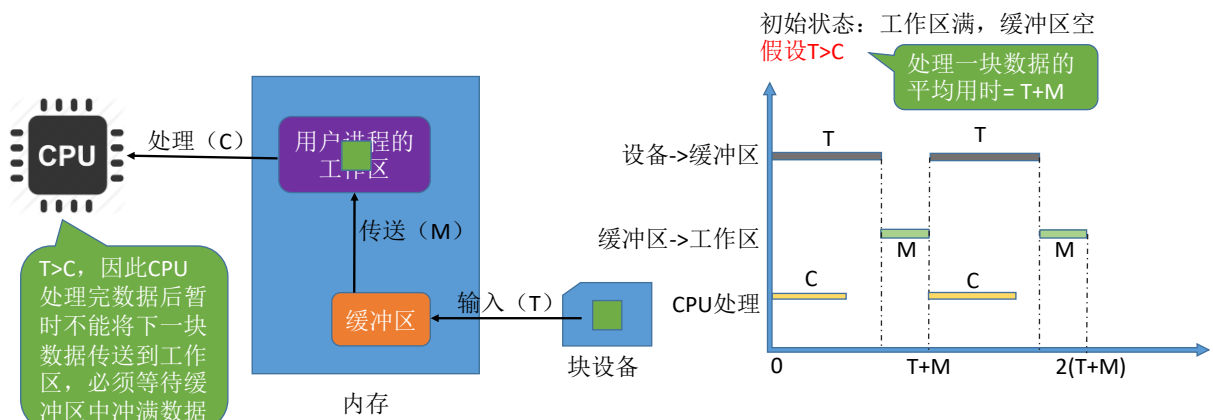 初始状态：工作区满，缓冲区空
假设T>C
处理一块数据的
平均用时= T+M
CPU
处理（C）
用户进程的
工作区
传送（M）
缓冲区
输入（T）
块设备
内存
T>C，因此CPU
处理完数据后暂
时不能将下一块
数据传送到工作
区，必须等待缓
冲区中冲满数据
设备->缓冲区
T
T
缓冲区->工作区
M
M
CPU处理
C
C
0
T+M
2(T+M)